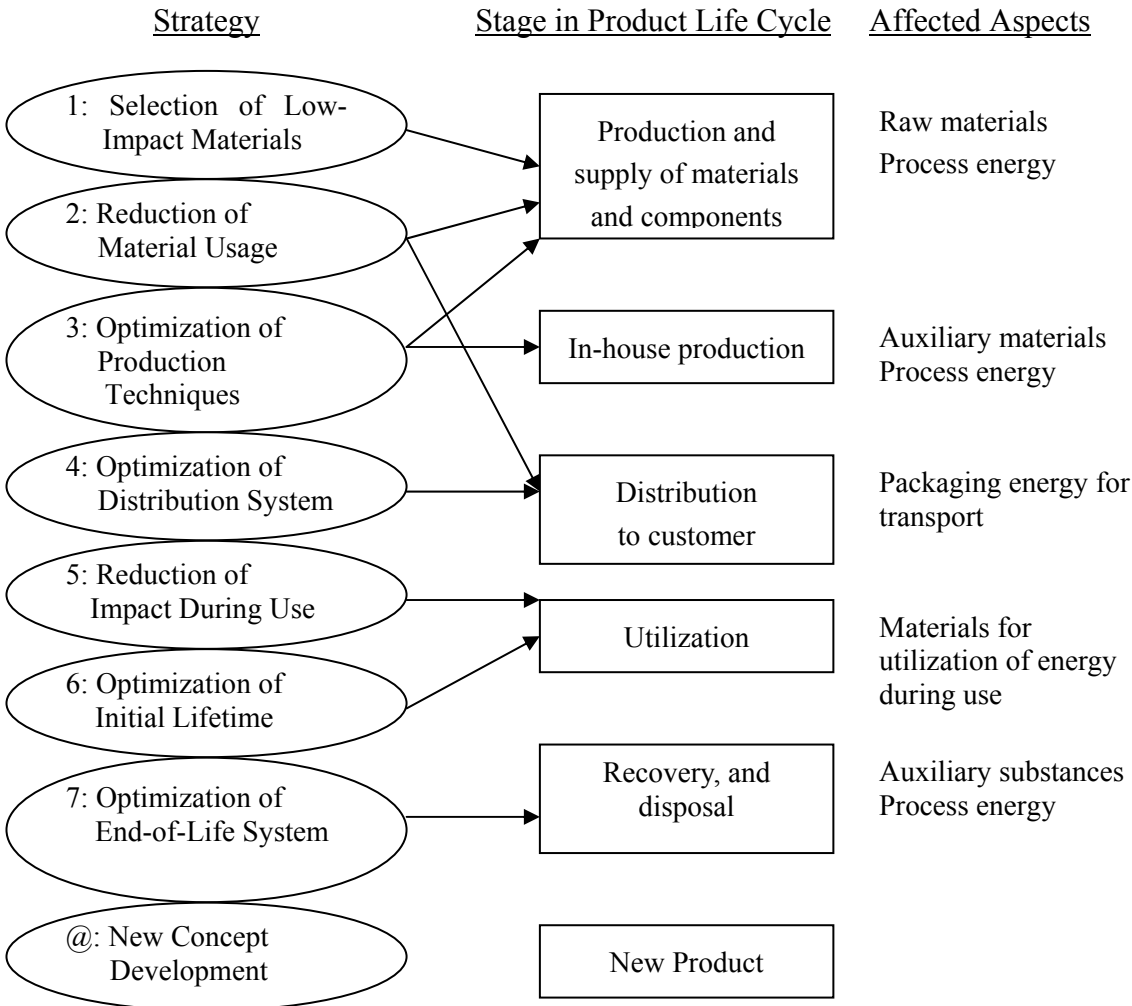 Strategy
Stage in Product Life Cycle
Affected Aspects
1: Selection of Low-
Impact Materials
2: Reduction of
Material Usage
3: Optimization of
Production
Techniques
4: Optimization of
Distribution System
5: Reduction of
Impact During Use
6: Optimization of
Initial Lifetime
7: Optimization of
End-of-Life System
@: New Concept
Development
Production and
supply of materials
and components
In-house production
Distribution
to customer
Utilization
Recovery, and
disposal
New Product
Raw materials
Process energy
Auxiliary materials
Process energy
Packaging energy for
transport
Materials for
utilization of energy
during use
Auxiliary substances
Process energy